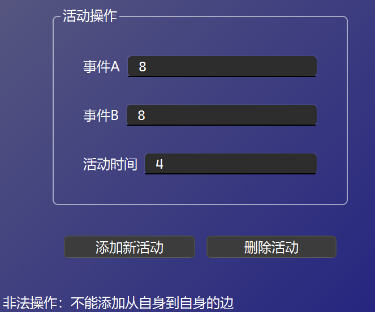 活动操作
事件A 8
事件B 8
活动时间 4
添加新活动 删除活动
非法操作：不能添加从自身到自身的边